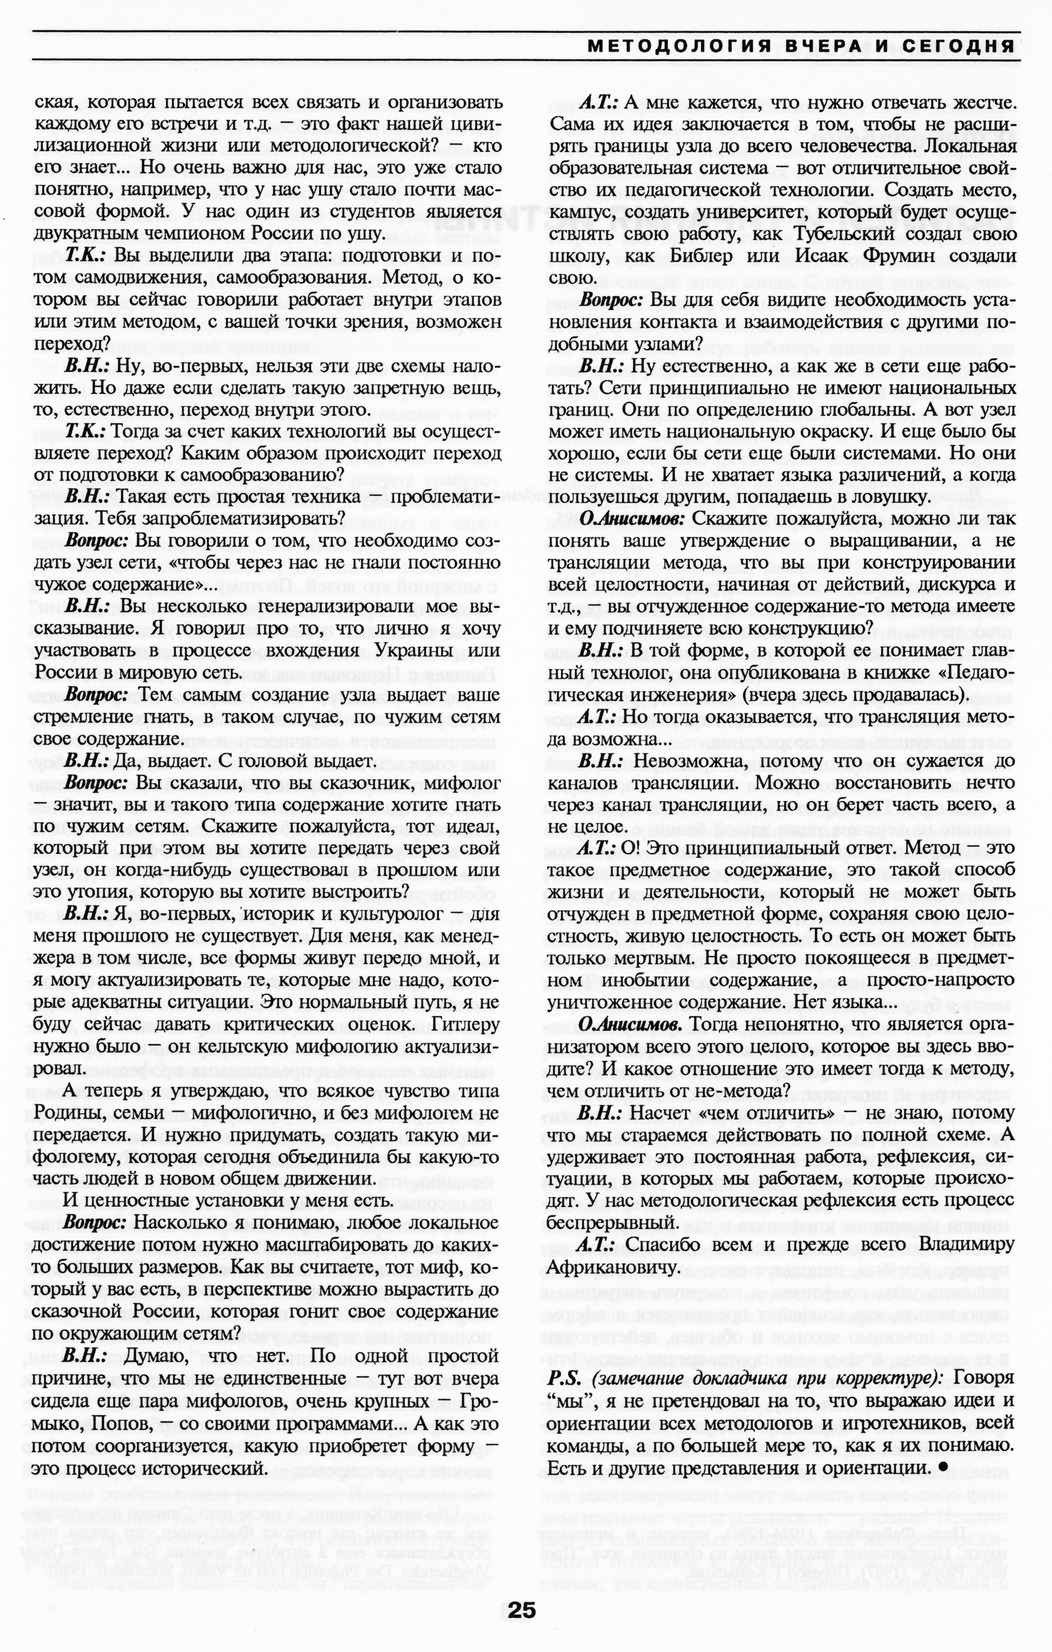 МЕТОДОЛОГИЯ ВЧЕРА И СЕГОДНЯ
ская, которая пытается всех связать и организовать
каждому его встречи и т.д. — это факт нашей циви-
лизационной жизни или методологической? — кто
его знает... Но очень важно для нас, это уже стало
понятно, например, что у нас ушу стало почти мас-
совой формой. У нас один из студентов является
двукратным чемпионом России по ушу.
Т.К.: Вы выделили два этапа: подготовки и по-
том самодвижения, самообразования. Метод, о ко-
тором вы сейчас говорили работает внутри этапов
или этим методом, с вашей точки зрения, возможен
переход?
В.Н.: Ну, во-первых, нельзя эти две схемы нало-
жить. Но даже если сделать такую запретную вещь,
то, естественно, переход внутри этого.
Т.К.: Тогда за счет каких технологий вы осущест-
вляете переход? Каким образом происходит переход
от подготовки к самообразованию?
В.Н.: Такая есть простая техника — проблемати-
зация. Тебя запроблематизировать?
Вопрос: Вы говорили о том, что необходимо соз-
дать узел сети, «чтобы через нас не гнали постоянно
чужое содержание»...
В.Н.: Вы несколько генерализировали мое вы-
сказывание. Я говорил про то, что лично я хочу
участвовать в процессе вхождения Украины или
России в мировую сеть.
Вопрос: Тем самым создание узла выдает ваше
стремление гнать, в таком случае, по чужим сетям
свое содержание.
В.Н.: Да, выдает. С головой выдает.
Вопрос: Вы сказали, что вы сказочник, мифолог
— значит, вы и такого типа содержание хотите гнать
по чужим сетям. Скажите пожалуйста, тот идеал,
который при этом вы хотите передать через свой
узел, он когда-нибудь существовал в прошлом или
это утопия, которую вы хотите выстроить?
В.Н.: Я, во-первых, историк и культуролог — для
меня прошлого не существует. Для меня, как менед-
жера в том числе, все формы живут передо мной, и
я могу актуализировать те, которые мне надо, кото-
рые адекватны ситуации. Это нормальный путь, я не
буду сейчас давать критических оценок. Гитлеру
нужно было — он кельтскую мифологию актуализи-
ровал.
А теперь я утверждаю, что всякое чувство типа
Родины, семьи — мифологично, и без мифологем не
передается. И нужно придумать, создать такую ми-
фологему, которая сегодня объединила бы какую-то
часть людей в новом общем движении.
И ценностные установки у меня есть.
Вопрос: Насколько я понимаю, любое локальное
достижение потом нужно масштабировать до каких-
то больших размеров. Как вы считаете, тот миф, ко-
торый у вас есть, в перспективе можно вырастить до
сказочной России, которая гонит свое содержание
по окружающим сетям?
В.Н.: Думаю, что нет. По одной простой
причине, что мы не единственные — тут вот вчера
сидела еще пара мифологов, очень крупных — Гро-
мыко, Попов, — со своими программами... А как это
потом соорганизуется, какую приобретет форму —
это процесс исторический.
А.Т.: А мне кажется, что нужно отвечать жестче.
Сама их идея заключается в том, чтобы не расши-
рять границы узла до всего человечества. Локальная
образовательная система — вот отличительное свой-
ство их педагогической технологии. Создать место,
кампус, создать университет, который будет осуще-
ствлять свою работу, как Тубельский создал свою
школу, как Библер или Исаак Фрумин создали
свою.
Вопрос: Вы для себя видите необходимость уста-
новления контакта и взаимодействия с другими по-
добными узлами?
В.Н.: Ну естественно, а как же в сети еще рабо-
тать? Сети принципиально не имеют национальных
границ. Они по определению глобальны. А вот узел
может иметь национальную окраску. И еще было бы
хорошо, если бы сети еще были системами. Но они
не системы. И не хватает языка различений, а когда
пользуешься другим, попадаешь в ловушку.
О.Анисимов: Скажите пожалуйста, можно ли так
понять ваше утверждение о выращивании, а не
трансляции метода, что вы при конструировании
всей целостности, начиная от действий, дискурса и
т.д., — вы отчужденное содержание-то метода имеете
и ему подчиняете всю конструкцию?
В.Н.: В той форме, в которой ее понимает глав-
ный технолог, она опубликована в книжке «Педаго-
гическая инженерия» (вчера здесь продавалась).
А.Т.: Но тогда оказывается, что трансляция мето-
да возможна...
В.Н.: Невозможна, потому что он сужается до
каналов трансляции. Можно восстановить нечто
через канал трансляции, но он берет часть всего, а
не целое.
А.Т.: О! Это принципиальный ответ. Метод — это
такое предметное содержание, это такой способ
жизни и деятельности, который не может быть
отчужден в предметной форме, сохраняя свою цело-
стность, живую целостность. То есть он может быть
только мертвым. Не просто покоящееся в предмет-
ном инобытии содержание, а просто-напросто
уничтоженное содержание. Нет языка...
О.Анисимов. Тогда непонятно, что является орга-
низатором всего этого целого, которое вы здесь вво-
дите? И какое отношение это имеет тогда к методу,
чем отличить от не-метода?
В.Н.: Насчет «чем отличить» — не знаю, потому
что мы стараемся действовать по полной схеме. А
удерживает это постоянная работа, рефлексия, си-
туации, в которых мы работаем, которые происхо-
дят. У нас методологическая рефлексия есть процесс
беспрерывный.
А.Т.: Спасибо всем и прежде всего Владимиру
Африкановичу.
P.S. (замечание докладчика при корректуре): Говоря
“мы”, я не претендовал на то, что выражаю идеи и
ориентации всех методологов и игротехников, всей
команды, а по большей мере то, как я их понимаю.
Есть и другие представления и ориентации. •
25